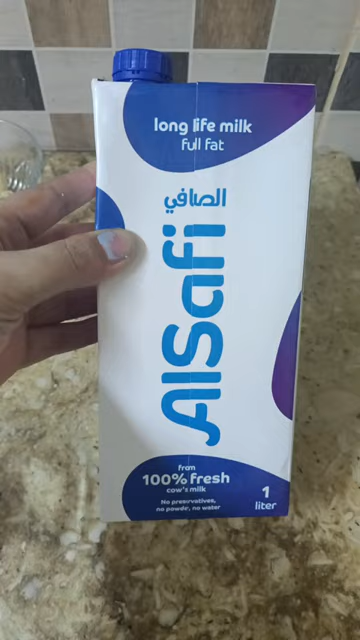 long life milk
full fat
الصافي
AlSafi
from
100% fresh
cow's milk
No preservatives,
no powder, no water
1
liter